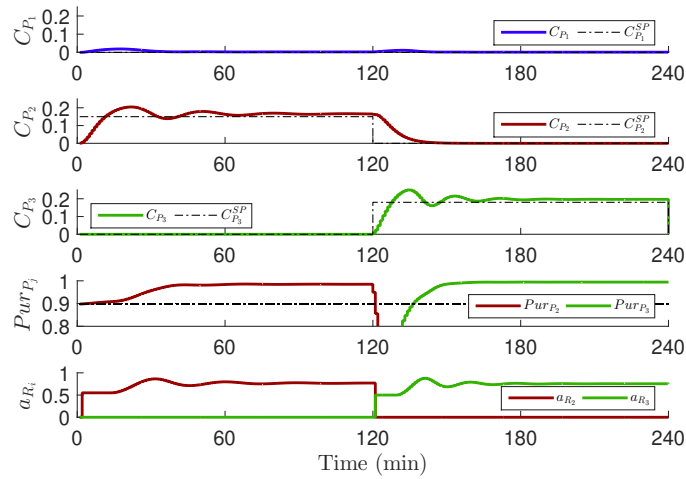 C_{P_1}
0.2
0.1
0
C_{P_1} C_{P_1}^{SP}
0 60 120 180 240
C_{P_2}
0.2
0.1
0
C_{P_2} C_{P_2}^{SP}
0 60 120 180 240
C_{P_3}
0.2
0.1
0
C_{P_3} C_{P_3}^{SP}
0 60 120 180 240
Pur_{P_j}
1
0.9
0.8
Pur_{P_2} Pur_{P_3}
0 60 120 180 240
a_{R_i}
1
0.5
0
a_{R_2} a_{R_3}
0 60 120 180 240
Time (min)